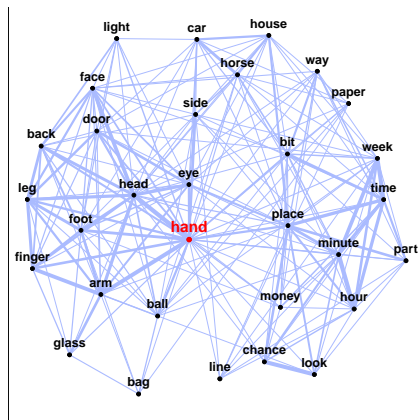 light
car
house
face
horse
way
side
paper
door
back
bit
week
leg
head
eye
time
foot
hand
place
minute
finger
part
arm
ball
money
hour
glass
line
chance
look
bag